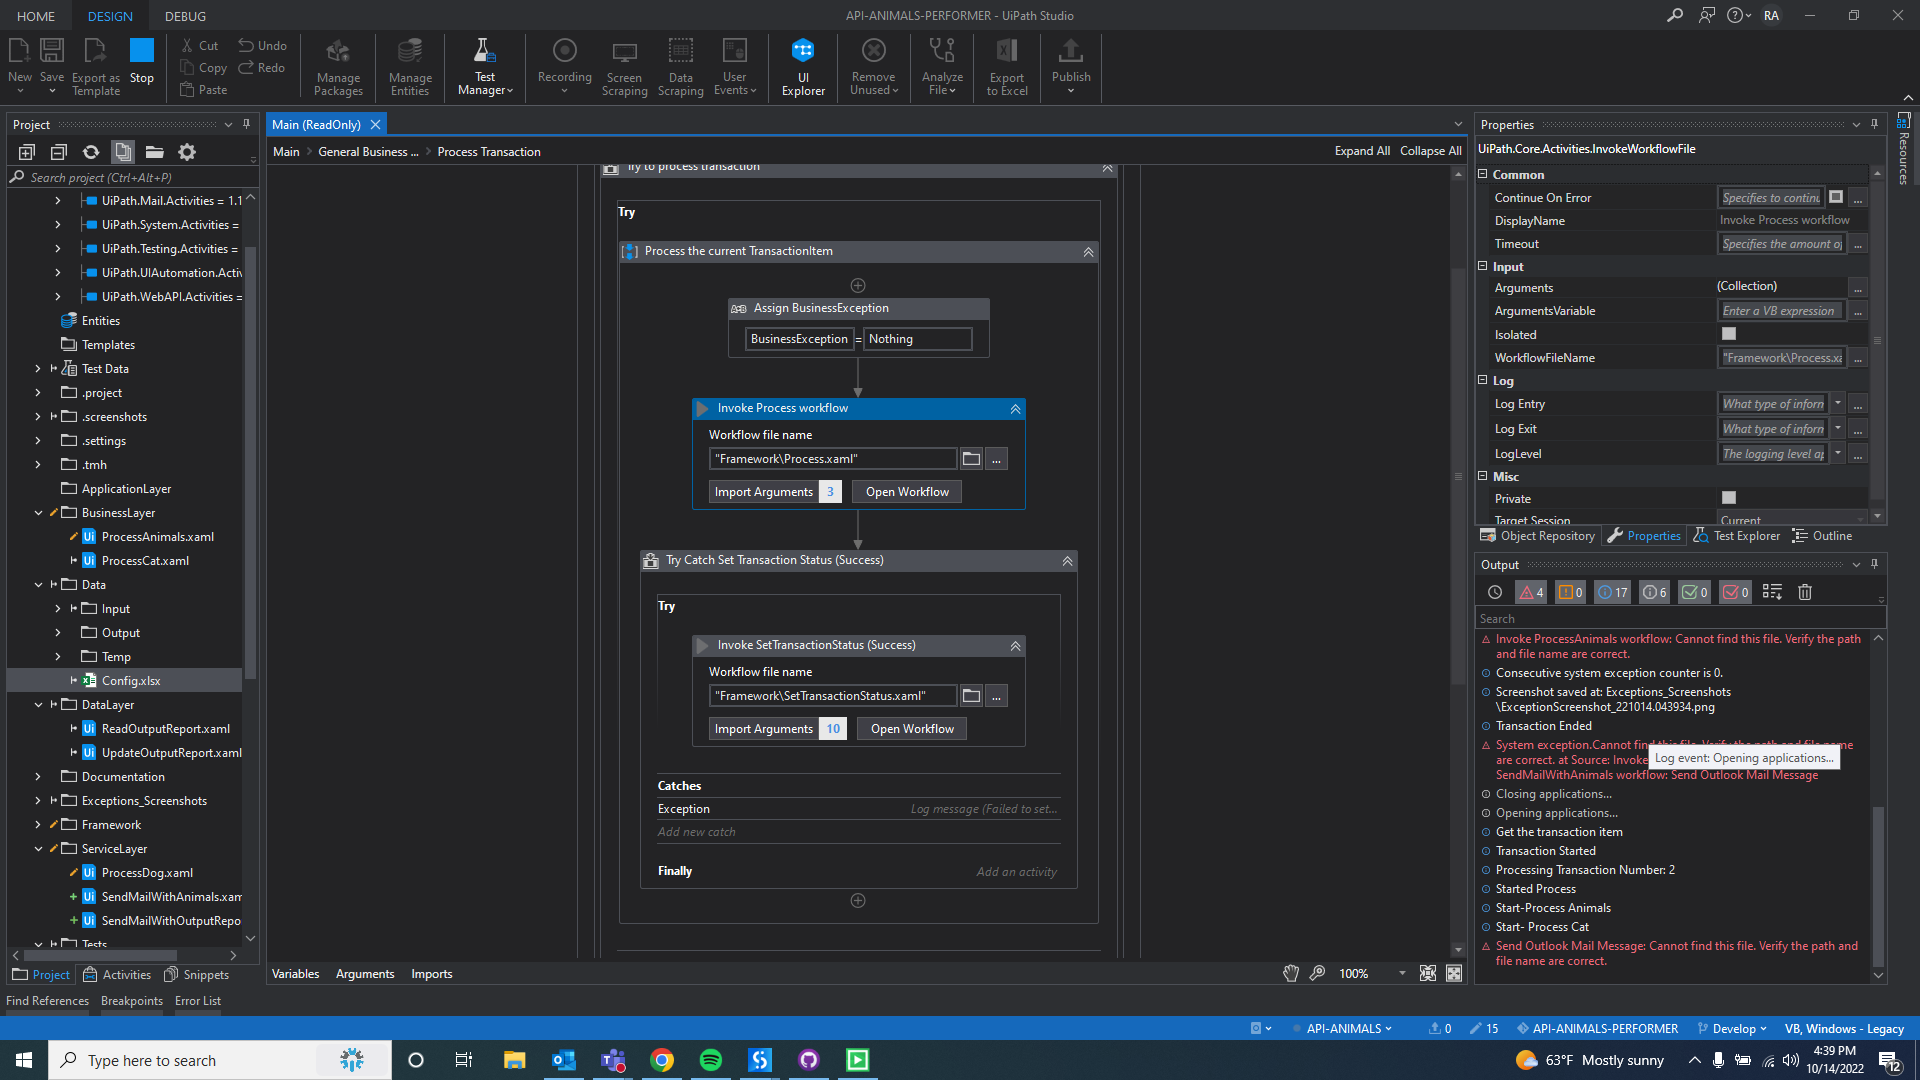 HOME
DESIGN
DEBUG
API-ANIMALS-PERFORMER - UiPath Studio
RA
New
Save
Export as Template
Stop
Cut
Copy
Paste
Undo
Redo
Manage Packages
Manage Entities
Test Manager
Recording
Screen Scraping
Data Scraping
User Events
UI Explorer
Remove Unused
Analyze File
Export to Excel
Publish
Project
Search project (Ctrl+Alt+P)
UiPath.Mail.Activities = 1.1
UiPath.System.Activities =
UiPath.Testing.Activities =
UiPath.UIAutomation.Activ
UiPath.WebAPI.Activities =
Entities
Templates
Test Data
.project
.screenshots
.settings
.tmh
ApplicationLayer
BusinessLayer
ProcessAnimals.xaml
ProcessCat.xaml
Data
Input
Output
Temp
Config.xlsx
DataLayer
ReadOutputReport.xaml
UpdateOutputReport.xaml
Documentation
Exceptions_Screenshots
Framework
ServiceLayer
ProcessDog.xaml
SendMailWithAnimals.xam
SendMailWithOutputRepo
Tests
Project
Activities
Snippets
Find References
Breakpoints
Error List
Main (ReadOnly)
Main > General Business ... > Process Transaction
Expand All
Collapse All
Try to process transaction
Try
Process the current TransactionItem
Assign BusinessException
BusinessException = Nothing
Invoke Process workflow
Workflow file name
"Framework\Process.xaml"
...
Import Arguments 3
Open Workflow
Try Catch Set Transaction Status (Success)
Try
Invoke SetTransactionStatus (Success)
Workflow file name
"Framework\SetTransactionStatus.xaml"
...
Import Arguments 10
Open Workflow
Catches
Exception
Log message (Failed to set...
Add new catch
Finally
Add an activity
Variables
Arguments
Imports
100%
Properties
UiPath.Core.Activities.InvokeWorkflowFile
Common
Continue On Error
Specifies to continu
...
DisplayName
Invoke Process workflow
Timeout
Specifies the amount of
...
Input
Arguments
(Collection)
...
ArgumentsVariable
Enter a VB expression
...
Isolated
WorkflowFileName
"Framework\Process.xa
...
Log
Log Entry
What type of inform
...
Log Exit
What type of inform
...
LogLevel
The logging level ap
...
Misc
Private
Target Session
Current
Object Repository
Properties
Test Explorer
Outline
Resources
Output
4
0
17
6
0
0
Search
Invoke ProcessAnimals workflow: Cannot find this file. Verify the path
and file name are correct.
Consecutive system exception counter is 0.
Screenshot saved at: Exceptions_Screenshots
\ExceptionScreenshot_221014.043934.png
Transaction Ended
System exception.Cannot find this file. Verify the path and file name
are correct. at Source: Invoke
SendMailWithAnimals workflow: Send Outlook Mail Message
Log event: Opening applications...
Closing applications...
Opening applications...
Get the transaction item
Transaction Started
Processing Transaction Number: 2
Started Process
Start-Process Animals
Start- Process Cat
Send Outlook Mail Message: Cannot find this file. Verify the path and
file name are correct.
API-ANIMALS
0
15
API-ANIMALS-PERFORMER
Develop
VB, Windows - Legacy
Type here to search
63°F Mostly sunny
4:39 PM
10/14/2022
12